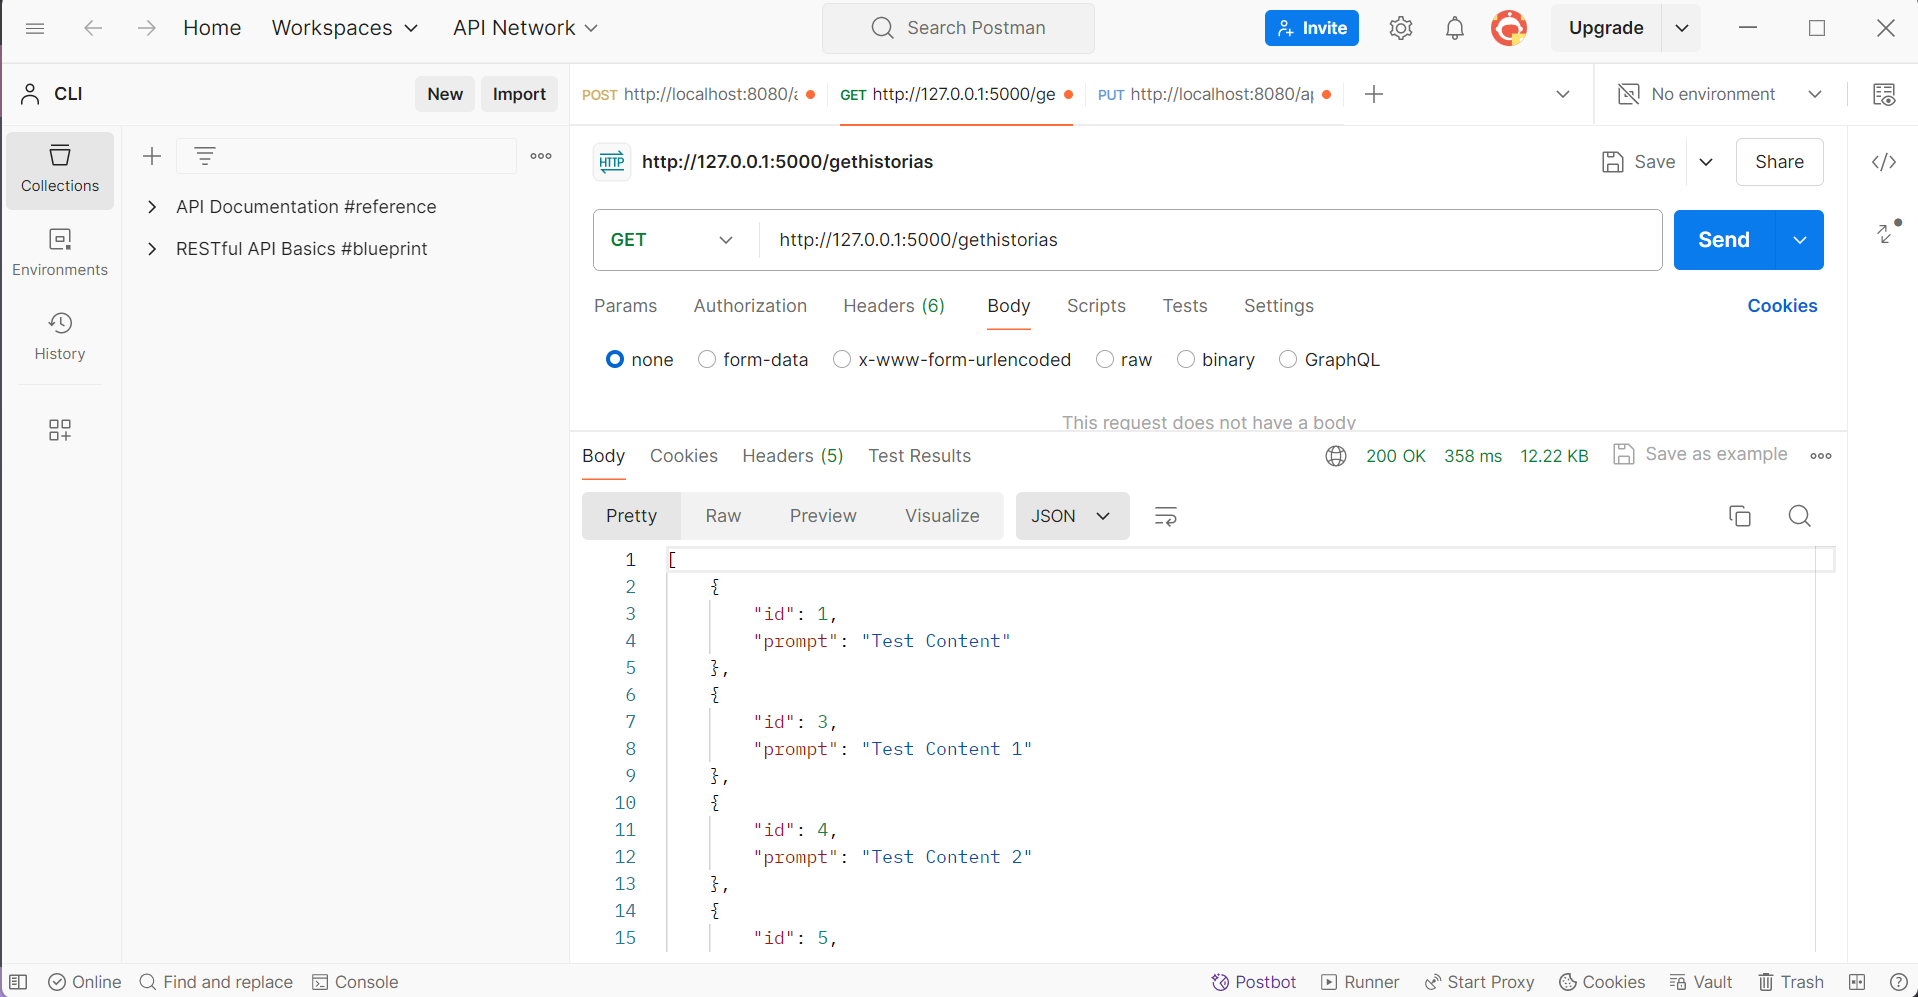 Home Workspaces API Network Search Postman Invite Upgrade
CLI New Import
POST http://localhost:8080/a GET http://127.0.0.1:5000/ge PUT http://localhost:8080/ap No environment
Collections
Environments
History
API Documentation #reference
RESTful API Basics #blueprint
HTTP http://127.0.0.1:5000/gethistorias Save Share
GET http://127.0.0.1:5000/gethistorias Send
Params Authorization Headers (6) Body Scripts Tests Settings Cookies
none form-data x-www-form-urlencoded raw binary GraphQL
This request does not have a body
Body Cookies Headers (5) Test Results 200 OK 358 ms 12.22 KB Save as example
Pretty Raw Preview Visualize JSON
1 [
2 {
3 "id": 1,
4 "prompt": "Test Content"
5 },
6 {
7 "id": 3,
8 "prompt": "Test Content 1"
9 },
10 {
11 "id": 4,
12 "prompt": "Test Content 2"
13 },
14 {
15 "id": 5,
Online Find and replace Console Postbot Runner Start Proxy Cookies Vault Trash